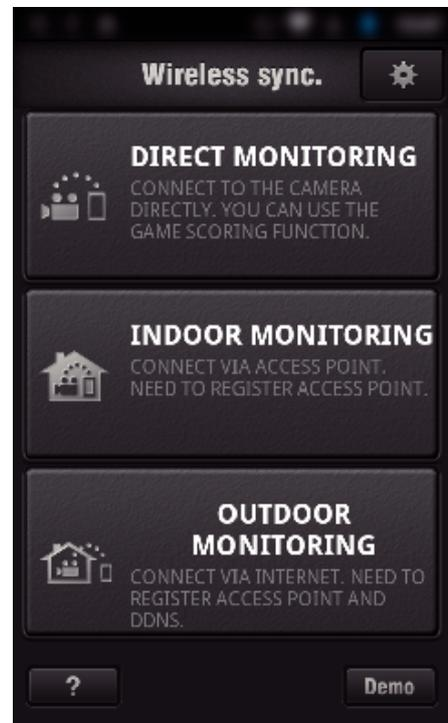 Wireless sync.
DIRECT MONITORING
CONNECT TO THE CAMERA
DIRECTLY. YOU CAN USE THE
GAME SCORING FUNCTION.
INDOOR MONITORING
CONNECT VIA ACCESS POINT.
NEED TO REGISTER ACCESS POINT.
OUTDOOR
MONITORING
CONNECT VIA INTERNET. NEED TO
REGISTER ACCESS POINT AND
DDNS.
?
Demo